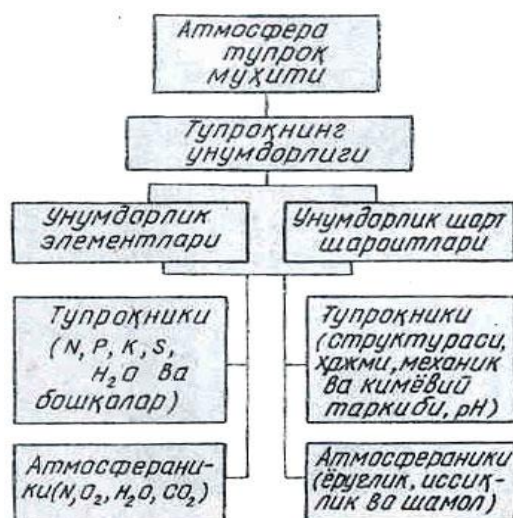 Атмосфера
тупроқ
муҳити
Тупроқнинг
унумдорлиги
Унумдорлик
элементлари
Унумдорлик шарт
шароитлари
Тупроқники
(N, P, K, S,
H₂O ва
бошқалар)
Тупроқники
(структураси,
ҳажми, механик
ва кимёвий
таркиби, pH)
Атмосферани-
ки(N, O₂, H₂O, CO₂)
Атмосфераники
(ёруглик, иссиқ-
лик ва шамол)